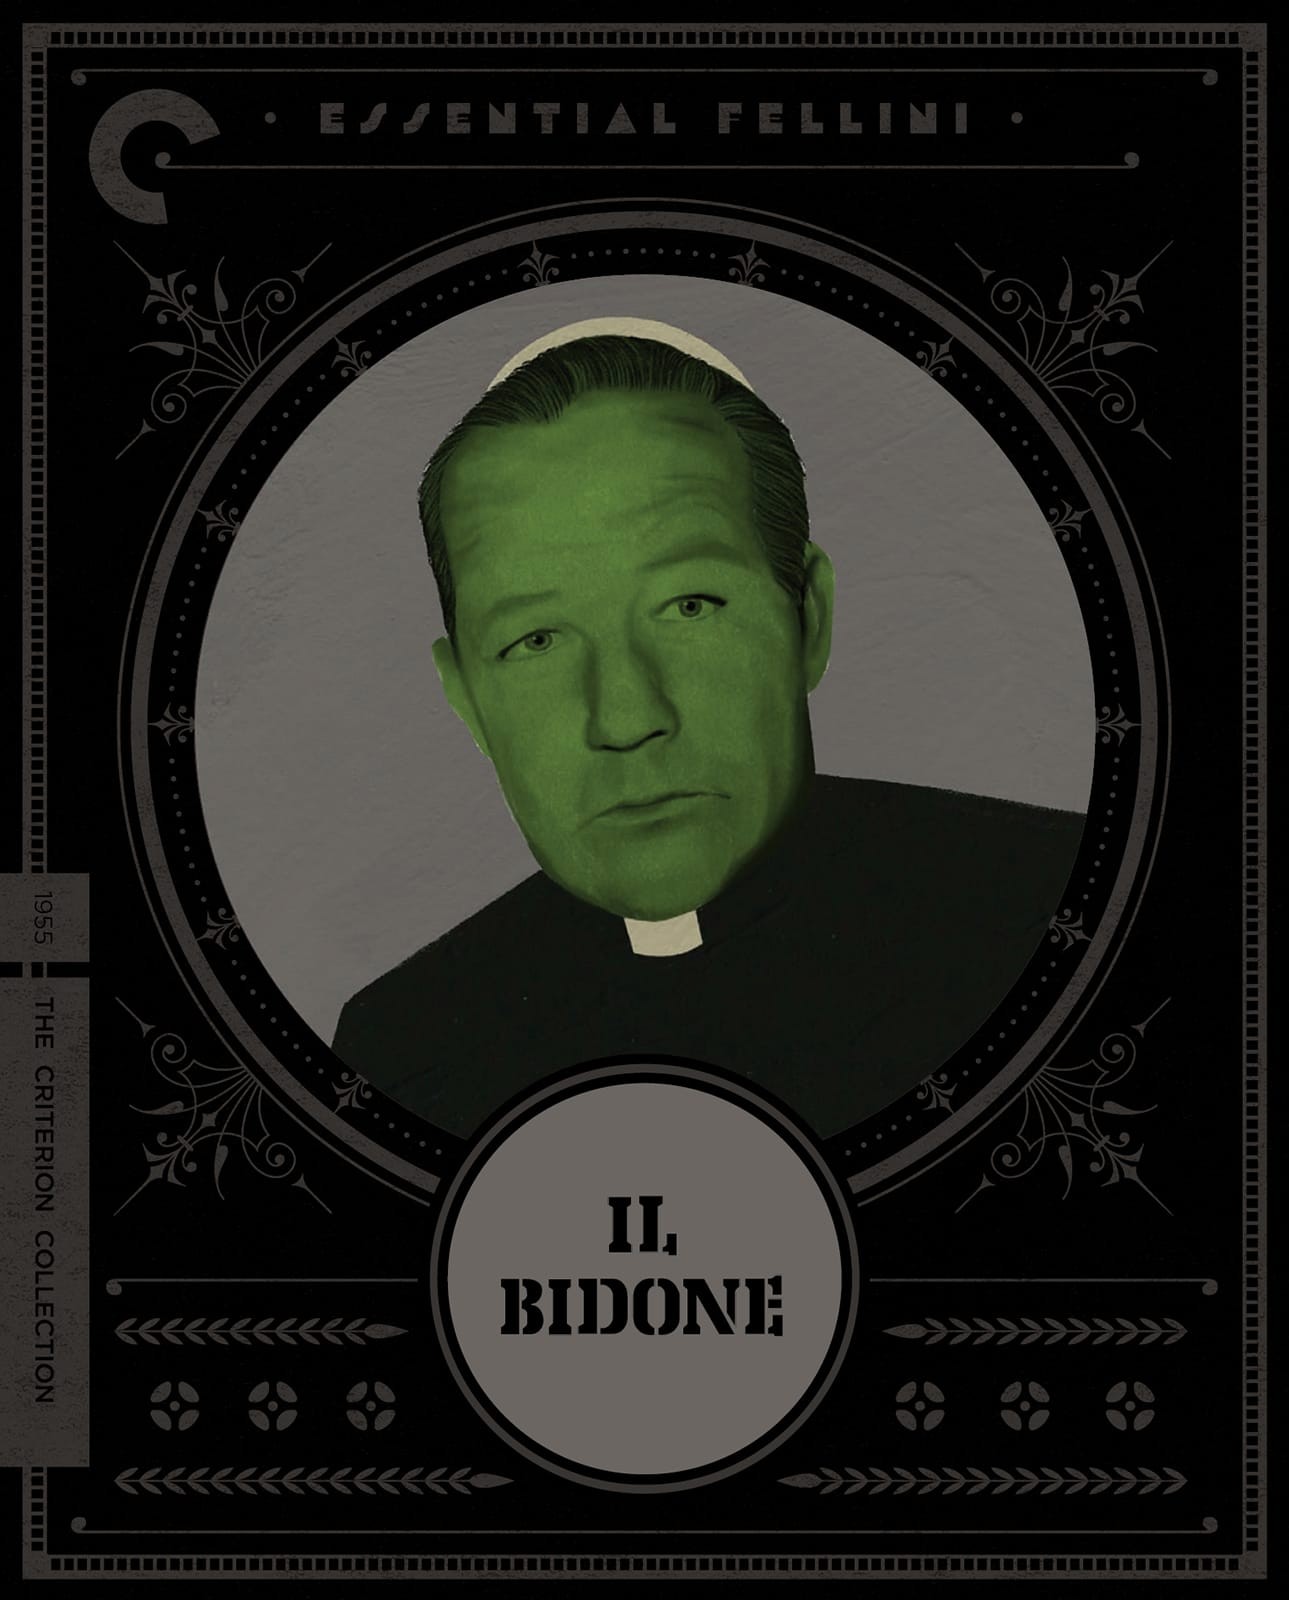 ESSENTIAL FELLINI
1955
THE CRITERION COLLECTION
IL
BIDONE